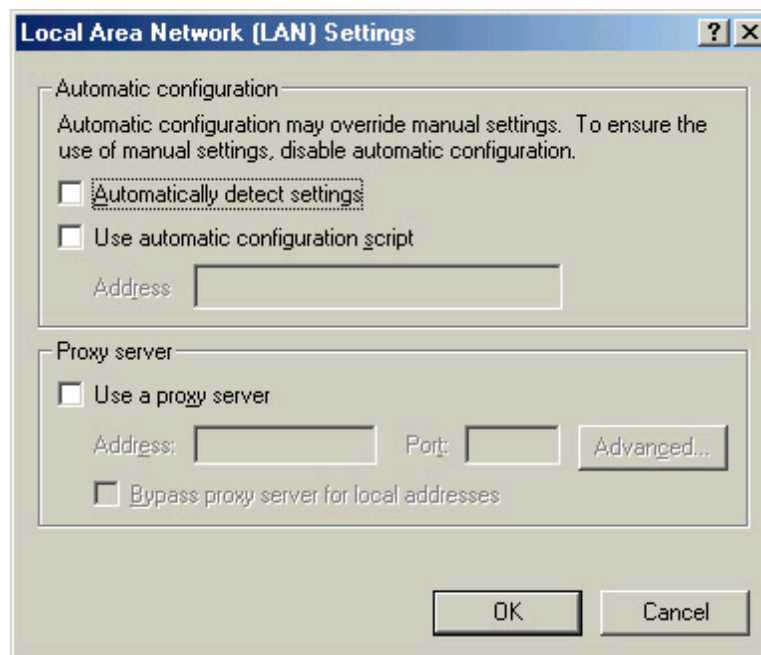 Local Area Network (LAN) Settings
Automatic configuration
Automatic configuration may override manual settings. To ensure the
use of manual settings, disable automatic configuration.
Automatically detect settings
Use automatic configuration script
Address
Proxy server
Use a proxy server
Address: Port: Advanced...
Bypass proxy server for local addresses
OK Cancel